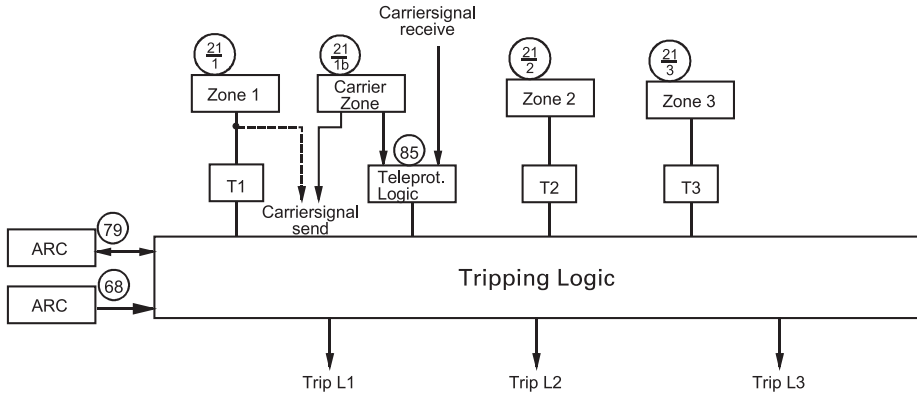 Carriersignal
receive
21
1
21
1b
21
2
21
3
Zone 1
Carrier
Zone
Zone 2
Zone 3
85
T1
Teleprot.
Logic
T2
T3
Carriersignal
send
79
ARC
68
ARC
Tripping Logic
Trip L1
Trip L2
Trip L3